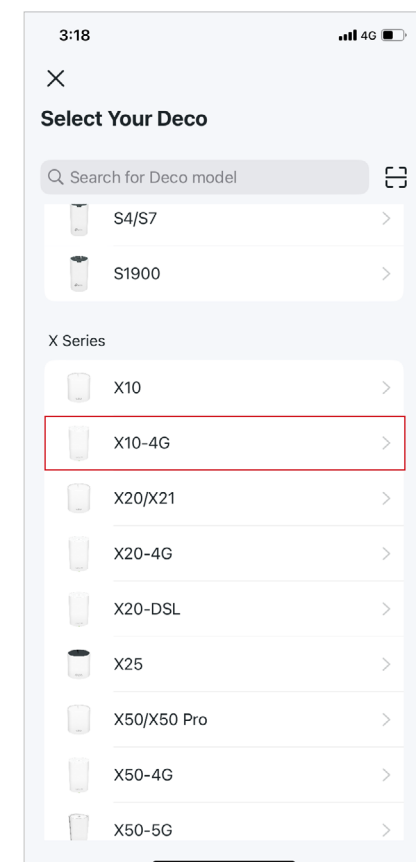 3:18
4G
Select Your Deco
Search for Deco model
S4/S7
S1900
X Series
X10
X10-4G
X20/X21
X20-4G
X20-DSL
X25
X50/X50 Pro
X50-4G
X50-5G